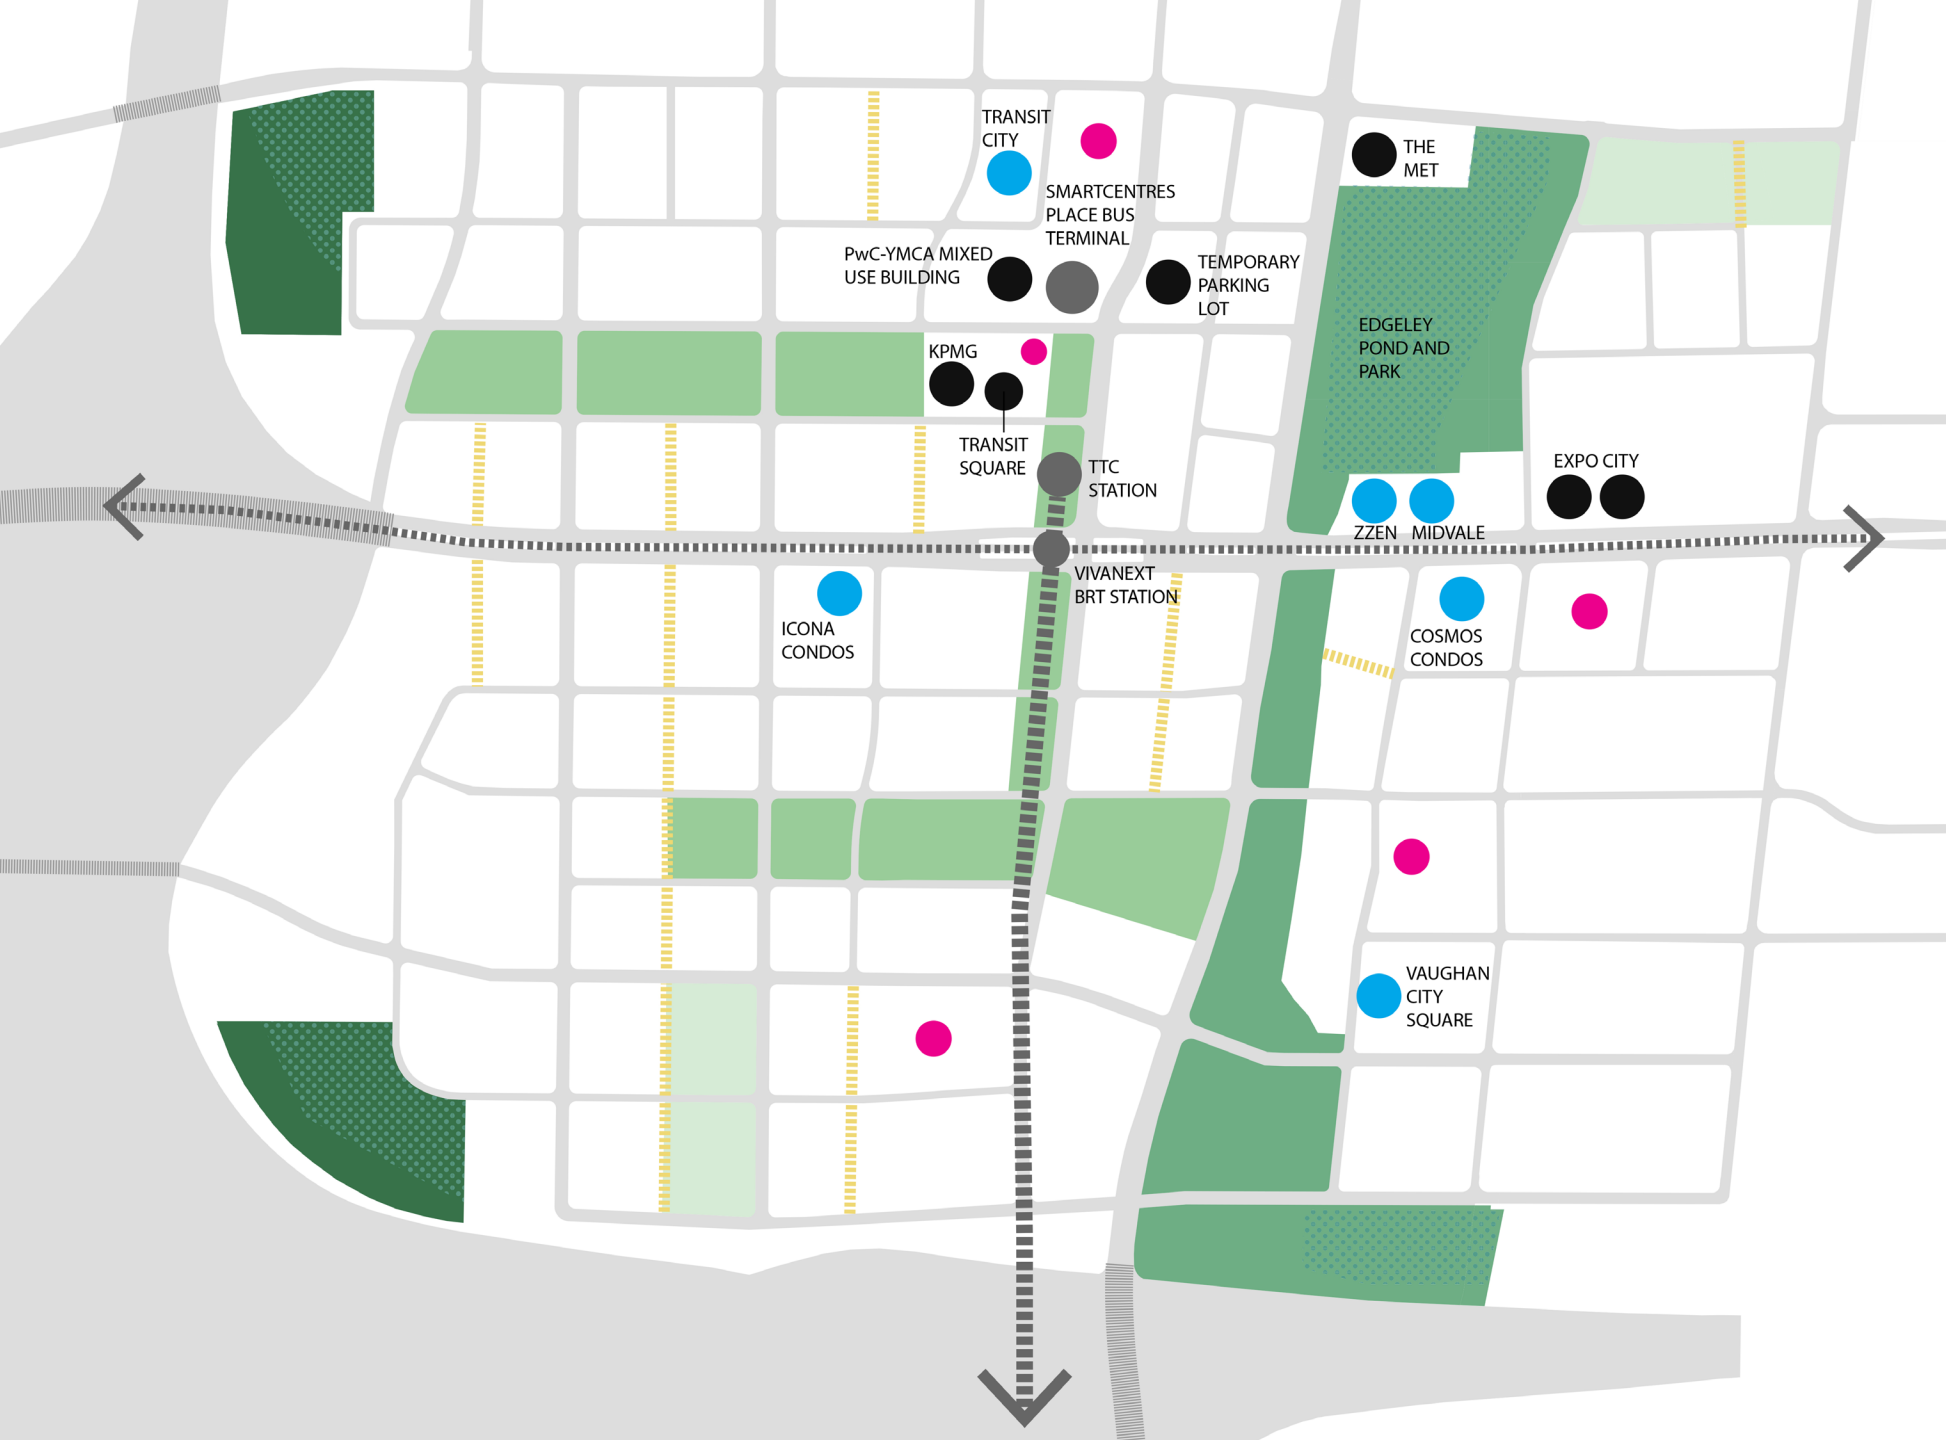 TRANSIT
CITY
THE
MET
SMARTCENTRES
PLACE BUS
TERMINAL
PwC-YMCA MIXED
USE BUILDING
TEMPORARY
PARKING
LOT
EDGELEY
POND AND
PARK
KPMG
TRANSIT
SQUARE
TTC
STATION
EXPO CITY
ZZEN
MIDVALE
VIVANEXT
BRT STATION
ICONA
CONDOS
COSMOS
CONDOS
VAUGHAN
CITY
SQUARE